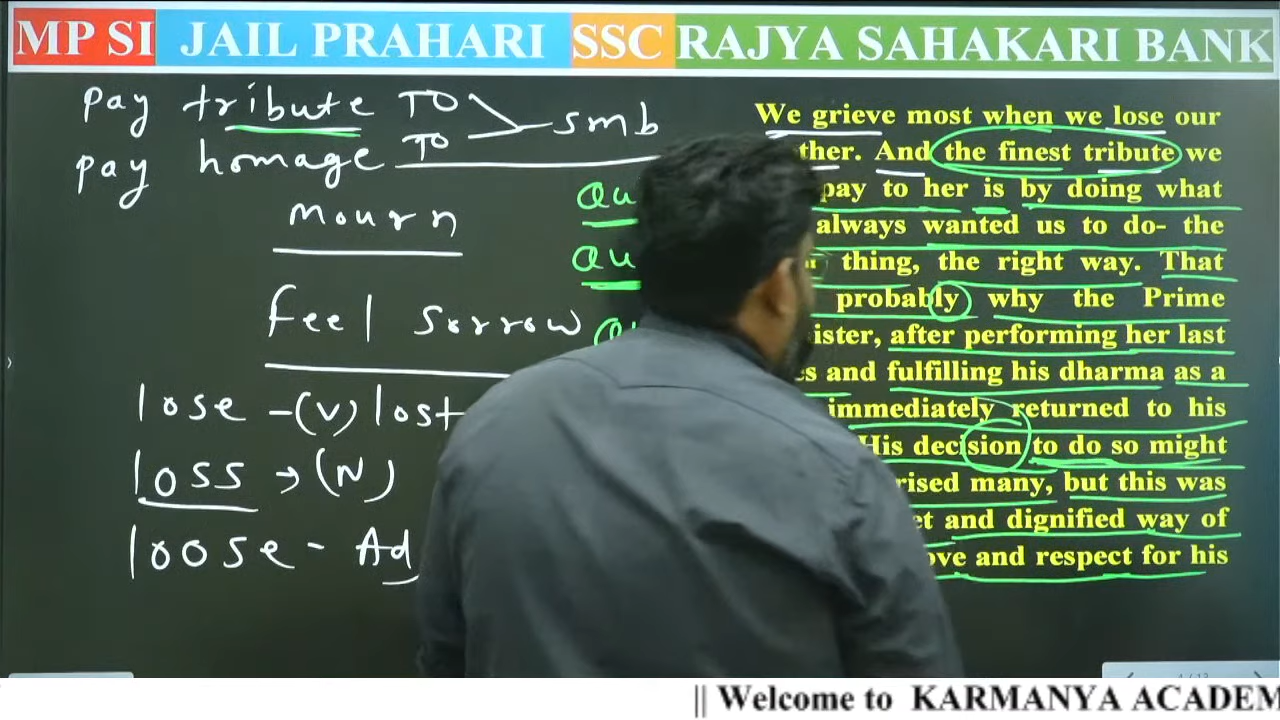 MP SI JAIL PRAHARI SSC RAJYA SAHAKARI BANK
pay tribute TO
pay homage TO
smb
mourn
feel sorrow
lose -(v) lost
loss → (N)
loose - Ad
We grieve most when we lose our
And the finest tribute we
pay to her is by doing what
always wanted us to do- the
thing, the right way. That
probably why the Prime
after performing her last
and fulfilling his dharma as a
immediately returned to his
His decision to do so might
many, but this was
and dignified way of
and respect for his
|| Welcome to KARMANYA ACADEM